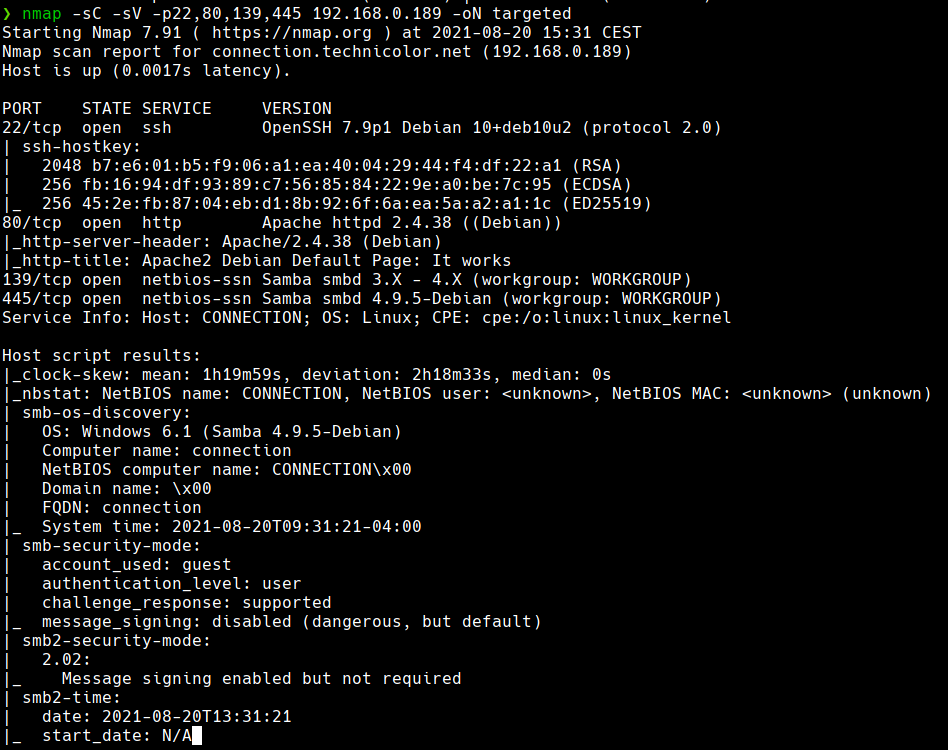 ❯ nmap -sC -sV -p22,80,139,445 192.168.0.189 -oN targeted
Starting Nmap 7.91 ( https://nmap.org ) at 2021-08-20 15:31 CEST
Nmap scan report for connection.technicolor.net (192.168.0.189)
Host is up (0.0017s latency).

PORT    STATE SERVICE     VERSION
22/tcp  open  ssh         OpenSSH 7.9p1 Debian 10+deb10u2 (protocol 2.0)
| ssh-hostkey:
|   2048 b7:e6:01:b5:f9:06:a1:ea:40:04:29:44:f4:df:22:a1 (RSA)
|   256 fb:16:94:df:93:89:c7:56:85:84:22:9e:a0:be:7c:95 (ECDSA)
|_  256 45:2e:fb:87:04:eb:d1:8b:92:6f:6a:ea:5a:a2:a1:1c (ED25519)
80/tcp  open  http        Apache httpd 2.4.38 ((Debian))
|_http-server-header: Apache/2.4.38 (Debian)
|_http-title: Apache2 Debian Default Page: It works
139/tcp open  netbios-ssn Samba smbd 3.X - 4.X (workgroup: WORKGROUP)
445/tcp open  netbios-ssn Samba smbd 4.9.5-Debian (workgroup: WORKGROUP)
Service Info: Host: CONNECTION; OS: Linux; CPE: cpe:/o:linux:linux_kernel

Host script results:
|_clock-skew: mean: 1h19m59s, deviation: 2h18m33s, median: 0s
|_nbstat: NetBIOS name: CONNECTION, NetBIOS user: <unknown>, NetBIOS MAC: <unknown> (unknown)
| smb-os-discovery:
|   OS: Windows 6.1 (Samba 4.9.5-Debian)
|   Computer name: connection
|   NetBIOS computer name: CONNECTION\x00
|   Domain name: \x00
|   FQDN: connection
|_  System time: 2021-08-20T09:31:21-04:00
| smb-security-mode:
|   account_used: guest
|   authentication_level: user
|   challenge_response: supported
|_  message_signing: disabled (dangerous, but default)
| smb2-security-mode:
|   2.02:
|_    Message signing enabled but not required
| smb2-time:
|   date: 2021-08-20T13:31:21
|_  start_date: N/A